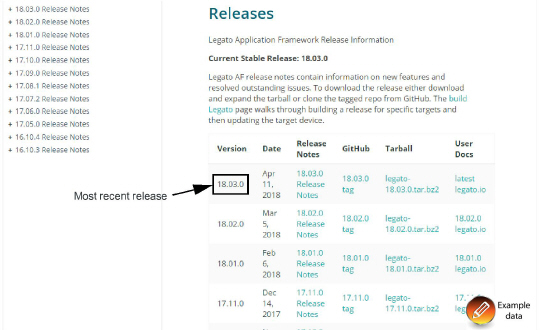 + 18.03.0 Release Notes
+ 18.02.0 Release Notes
+ 18.01.0 Release Notes
+ 17.11.0 Release Notes
+ 17.10.0 Release Notes
+ 17.09.0 Release Notes
+ 17.08.1 Release Notes
+ 17.07.2 Release Notes
+ 17.06.0 Release Notes
+ 17.05.0 Release Notes
+ 16.10.4 Release Notes
+ 16.10.3 Release Notes
Releases
Legato Application Framework Release Information
Current Stable Release: 18.03.0
Legato AF release notes contain information on new features and
resolved outstanding issues. To download the release either download
and expand the tarball or clone the tagged repo from GitHub. The build
Legato page walks through building a release for specific targets and
then updating the target device.
Version Date Release Notes GitHub Tarball User Docs
Most recent release
18.03.0 Apr 11, 2018 18.03.0 Release Notes 18.03.0 tag legato-18.03.0.tar.bz2 latest legato.io
18.02.0 Mar 5, 2018 18.02.0 Release Notes 18.02.0 tag legato-18.02.0.tar.bz2 18.02.0 legato.io
18.01.0 Feb 6, 2018 18.01.0 Release Notes 18.01.0 tag legato-18.01.0.tar.bz2 18.01.0 legato.io
17.11.0 Dec 14, 2017 17.11.0 Release Notes 17.11.0 tag legato-17.11.0.tar.bz2
Example
data